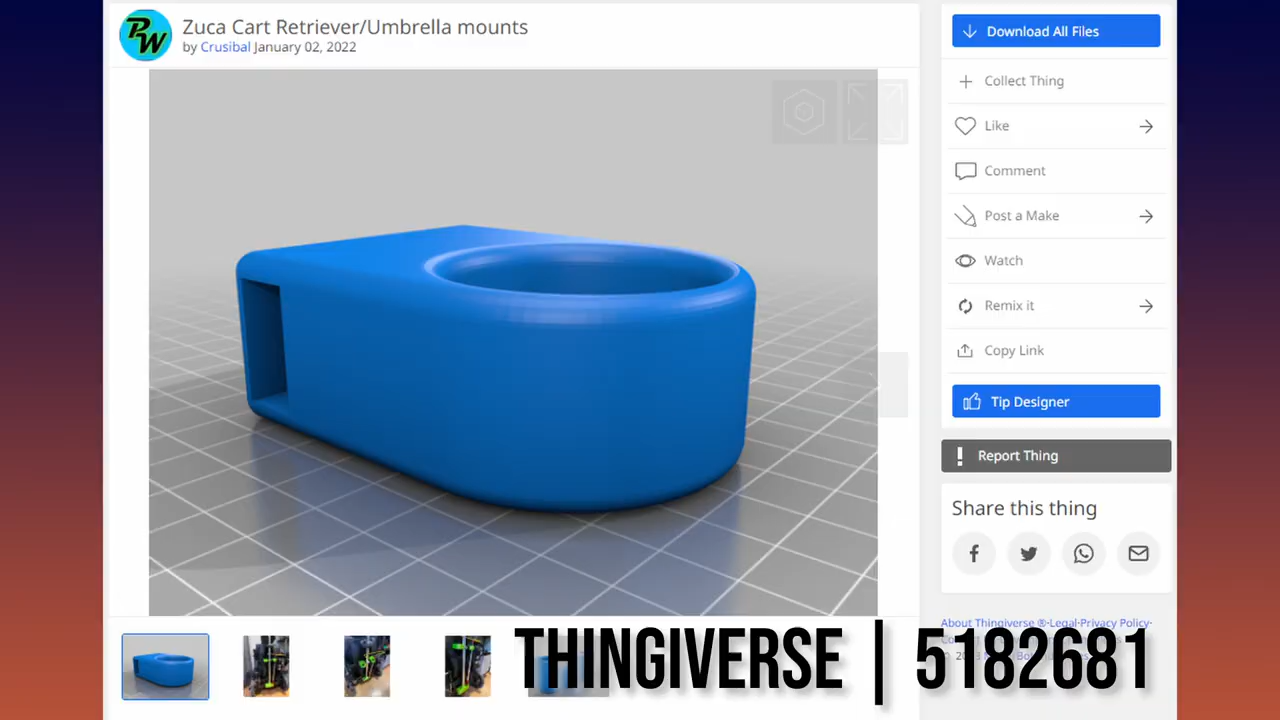 PW
Zuca Cart Retriever/Umbrella mounts
by Crusibal January 02, 2022
Download All Files
Collect Thing
Like
Comment
Post a Make
Watch
Remix it
Copy Link
Tip Designer
Report Thing
Share this thing
About Thingiverse ®·Legal·Privacy Policy·
THINGIVERSE | 5182681